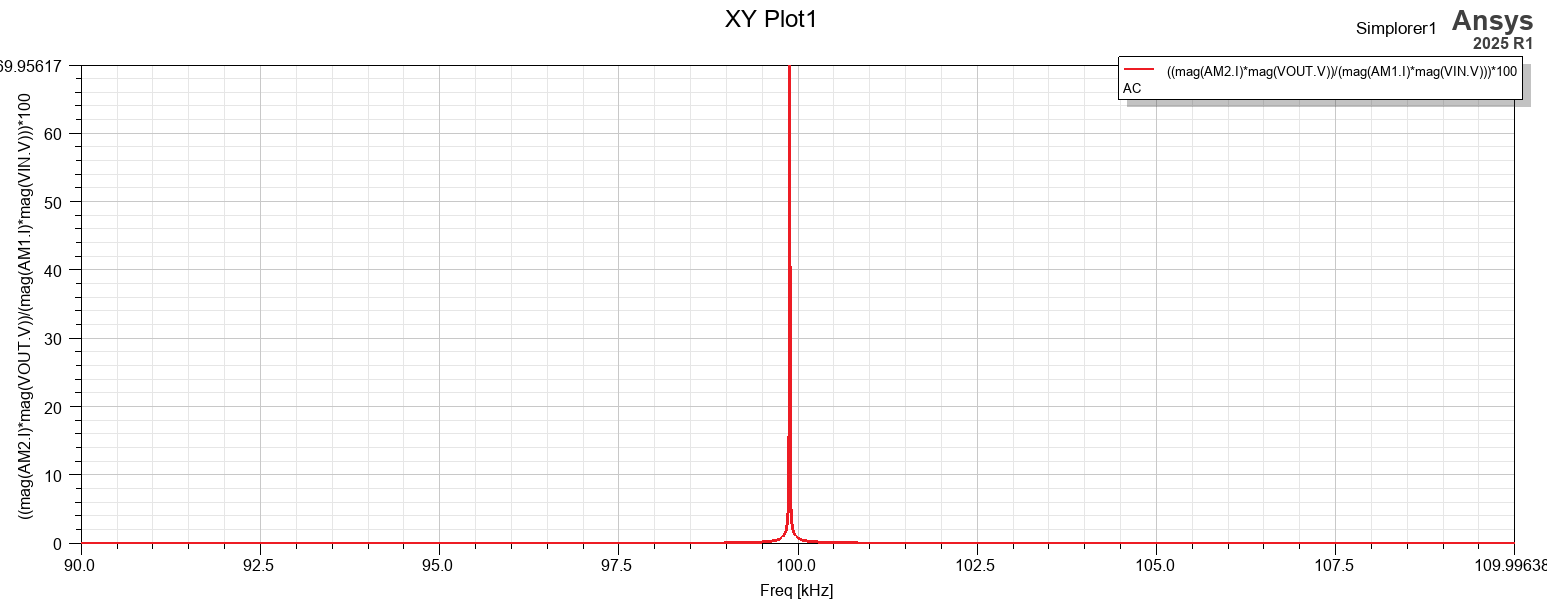 XY Plot1
Simplorer1
Ansys
2025 R1
((mag(AM2.I)*mag(VOUT.V))/(mag(AM1.I)*mag(VIN.V)))*100
AC
((mag(AM2.I)*mag(VOUT.V))/(mag(AM1.I)*mag(VIN.V)))*100
69.95617
60
50
40
30
20
10
0
90.0
92.5
95.0
97.5
100.0
102.5
105.0
107.5
109.99638
Freq [kHz]